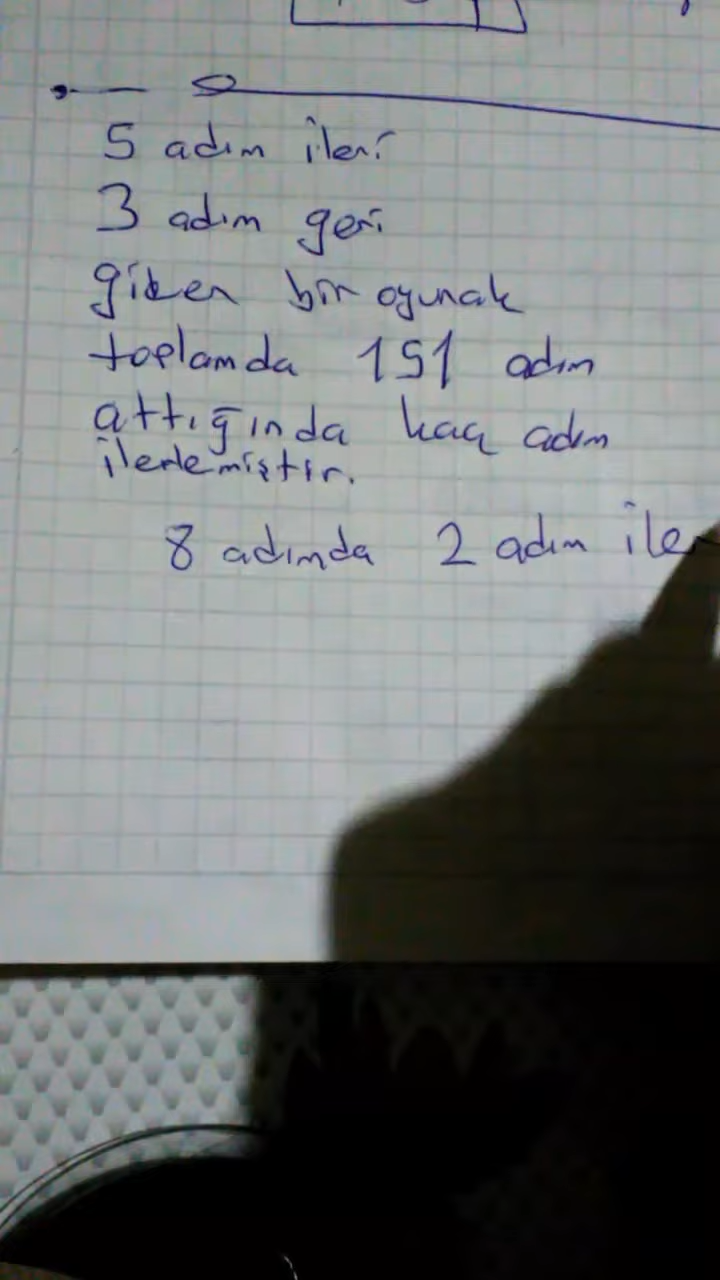 5 adım ileri
3 adım geri
giden bir oyuncak
toplamda 151 adım
attığında kaç adım
ilerlemiştir.
8 adımda 2 adım iler